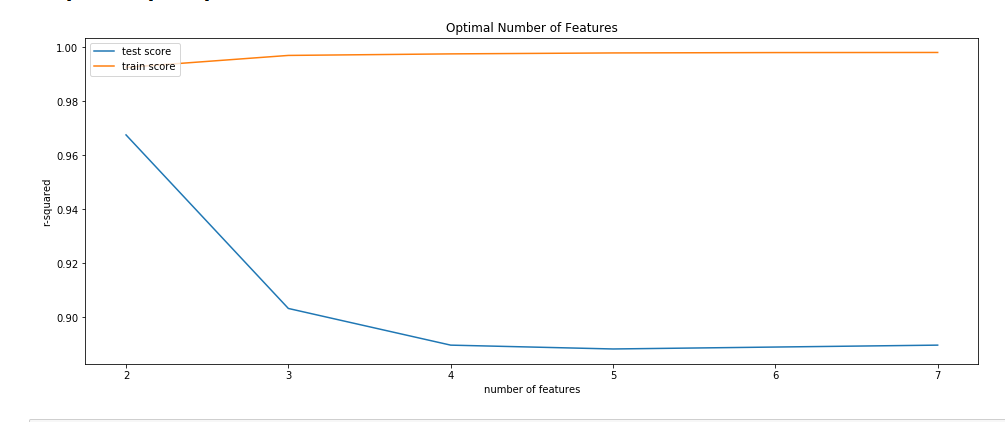 Optimal Number of Features
test score
train score
1.00
0.98
0.96
0.94
0.92
0.90
r-squared
2 3 4 5 6 7
number of features